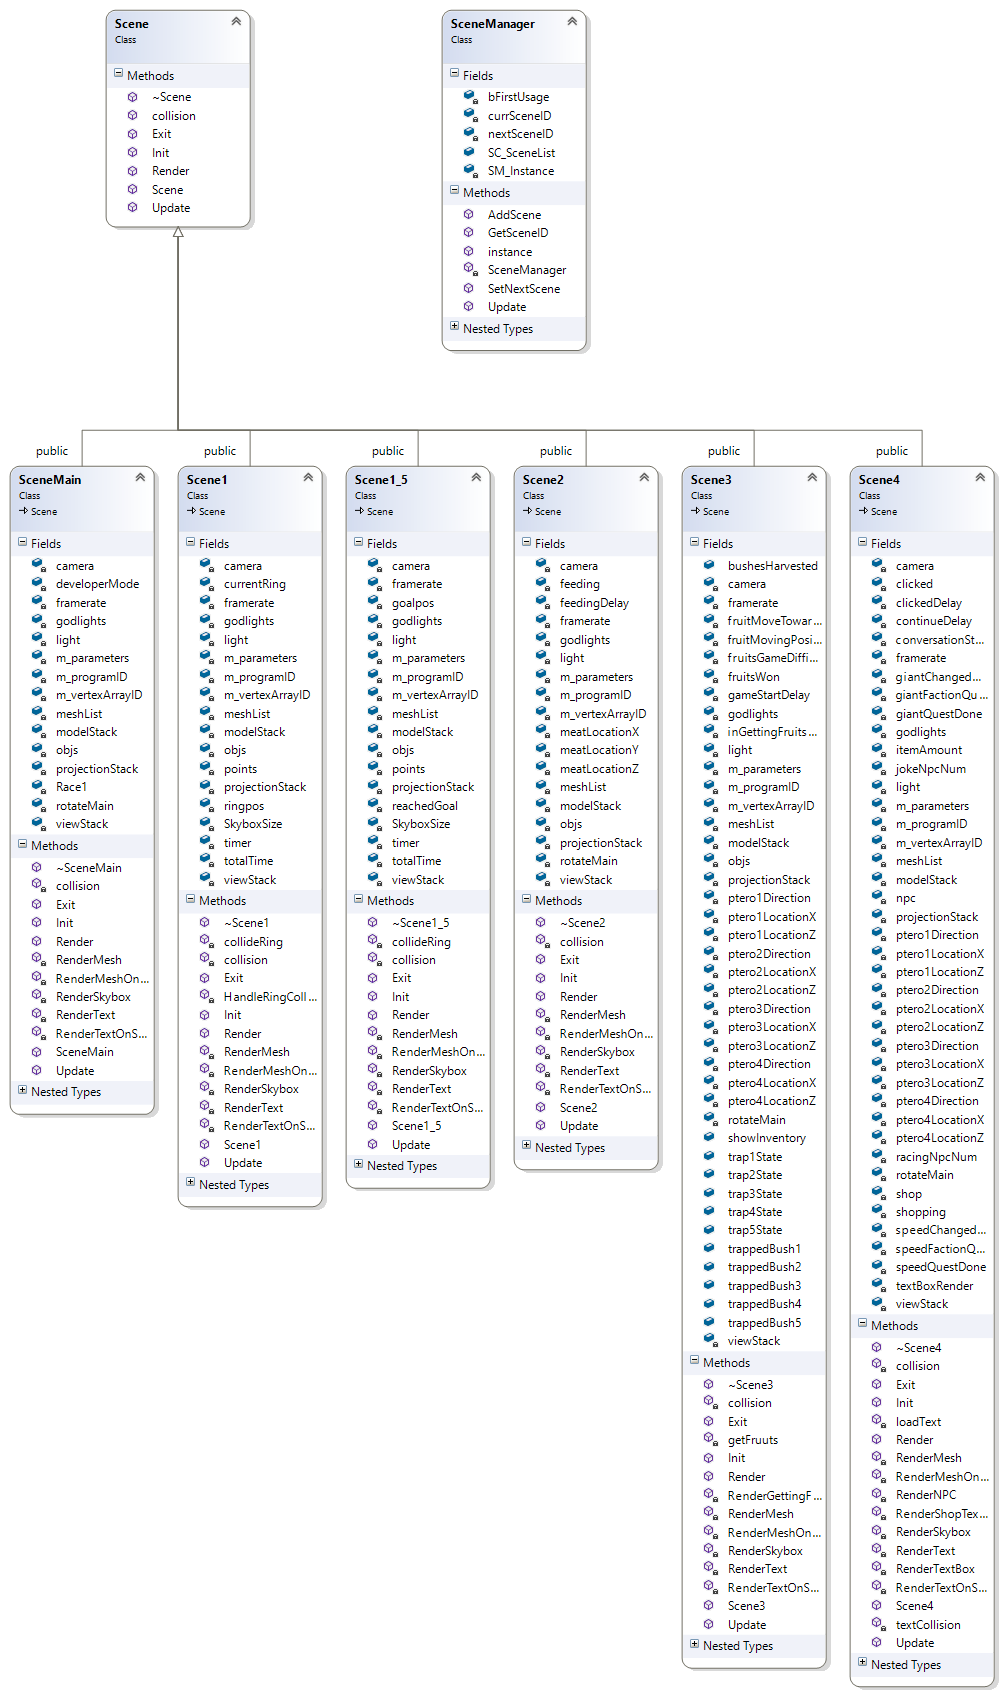 Scene
Class
Methods
~Scene
collision
Exit
Init
Render
Scene
Update
SceneManager
Class
Fields
bFirstUsage
currSceneID
nextSceneID
SC_SceneList
SM_Instance
Methods
AddScene
GetSceneID
instance
SceneManager
SetNextScene
Update
Nested Types
public
SceneMain
Class
Scene
Fields
camera
developerMode
framerate
godlights
light
m_parameters
m_programID
m_vertexArrayID
meshList
modelStack
objs
projectionStack
Race1
rotateMain
viewStack
Methods
~SceneMain
collision
Exit
Init
Render
RenderMesh
RenderMeshOn...
RenderSkybox
RenderText
RenderTextOnS...
SceneMain
Update
Nested Types
public
Scene1
Class
Scene
Fields
camera
currentRing
framerate
godlights
light
m_parameters
m_programID
m_vertexArrayID
meshList
modelStack
objs
points
projectionStack
ringpos
SkyboxSize
timer
totalTime
viewStack
Methods
~Scene1
collideRing
collision
Exit
HandleRingColl...
Init
Render
RenderMesh
RenderMeshOn...
RenderSkybox
RenderText
RenderTextOnS...
Scene1
Update
Nested Types
public
Scene1_5
Class
Scene
Fields
camera
framerate
goalpos
godlights
light
m_parameters
m_programID
m_vertexArrayID
meshList
modelStack
objs
points
projectionStack
reachedGoal
SkyboxSize
timer
totalTime
viewStack
Methods
~Scene1_5
collideRing
collision
Exit
Init
Render
RenderMesh
RenderMeshOn...
RenderSkybox
RenderText
RenderTextOnS...
Scene1_5
Update
Nested Types
public
Scene2
Class
Scene
Fields
camera
feeding
feedingDelay
framerate
godlights
light
m_parameters
m_programID
m_vertexArrayID
meatLocationX
meatLocationY
meatLocationZ
meshList
modelStack
objs
projectionStack
rotateMain
viewStack
Methods
~Scene2
collision
Exit
Init
Render
RenderMesh
RenderMeshOn...
RenderSkybox
RenderText
RenderTextOnS...
Scene2
Update
Nested Types
public
Scene3
Class
Scene
Fields
bushesHarvested
camera
framerate
fruitMoveTowar...
fruitMovingPosi...
fruitsGameDiffi...
fruitsWon
gameStartDelay
godlights
inGettingFruits...
light
m_parameters
m_programID
m_vertexArrayID
meshList
modelStack
objs
projectionStack
ptero1Direction
ptero1LocationX
ptero1LocationZ
ptero2Direction
ptero2LocationX
ptero2LocationZ
ptero3Direction
ptero3LocationX
ptero3LocationZ
ptero4Direction
ptero4LocationX
ptero4LocationZ
rotateMain
showInventory
trap1State
trap2State
trap3State
trap4State
trap5State
trappedBush1
trappedBush2
trappedBush3
trappedBush4
trappedBush5
viewStack
Methods
~Scene3
collision
Exit
getFruuts
Init
Render
RenderGettingF...
RenderMesh
RenderMeshOn...
RenderSkybox
RenderText
RenderTextOnS...
Scene3
Update
Nested Types
public
Scene4
Class
Scene
Fields
camera
clicked
clickedDelay
continueDelay
conversationSt...
framerate
giantChanged...
giantFactionQu...
giantQuestDone
godlights
itemAmount
jokeNpcNum
light
m_parameters
m_programID
m_vertexArrayID
meshList
modelStack
npc
projectionStack
ptero1Direction
ptero1LocationX
ptero1LocationZ
ptero2Direction
ptero2LocationX
ptero2LocationZ
ptero3Direction
ptero3LocationX
ptero3LocationZ
ptero4Direction
ptero4LocationX
ptero4LocationZ
racingNpcNum
rotateMain
shop
shopping
speedChanged...
speedFactionQ...
speedQuestDone
textBoxRender
viewStack
Methods
~Scene4
collision
Exit
Init
loadText
Render
RenderMesh
RenderMeshOn...
RenderNPC
RenderShopTex...
RenderSkybox
RenderText
RenderTextBox
RenderTextOnS...
Scene4
textCollision
Update
Nested Types